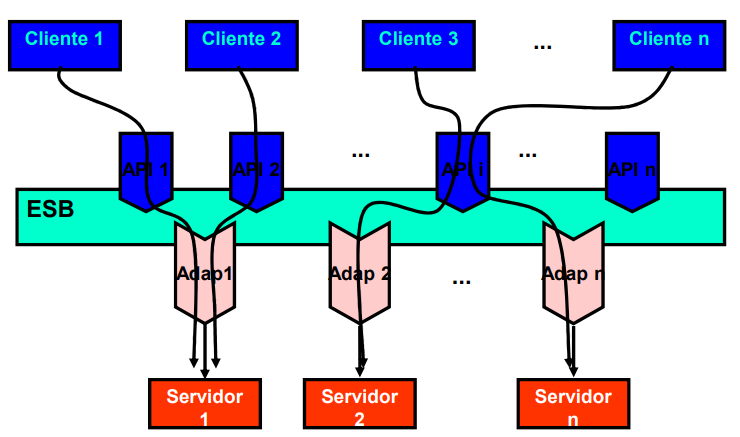 Cliente 1
Cliente 2
Cliente 3
...
Cliente n
API 1
API 2
...
API i
...
API n
ESB
Adap1
Adap 2
...
Adap n
Servidor
1
Servidor
2
Servidor
n